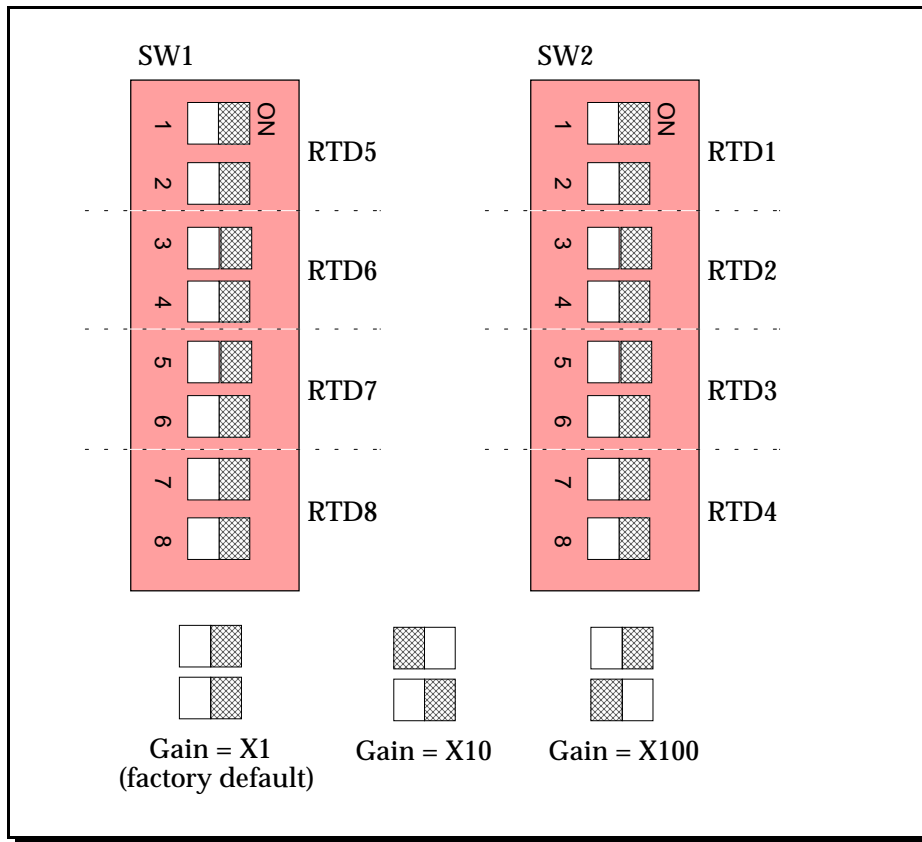 SW1
ON
1
RTD5
2
3
RTD6
4
5
RTD7
6
7
RTD8
8
SW2
ON
1
RTD1
2
3
RTD2
4
5
RTD3
6
7
RTD4
8
Gain = X1
(factory default)
Gain = X10
Gain = X100